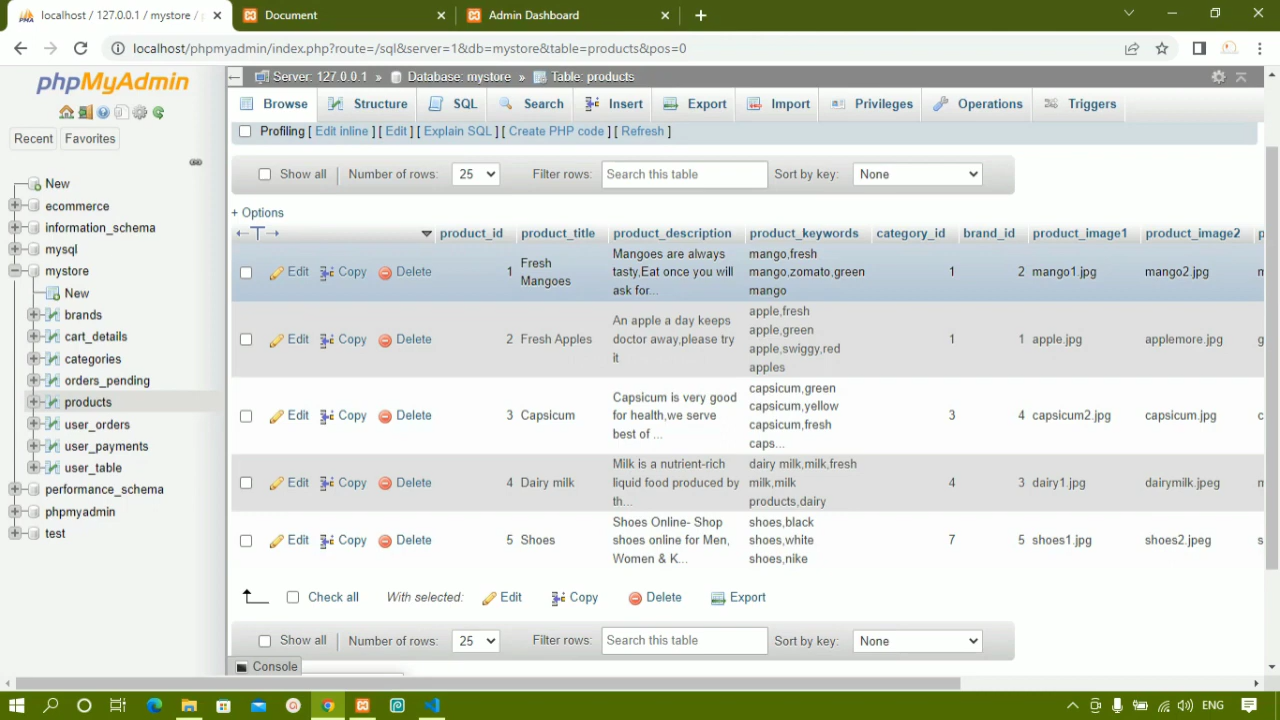 localhost / 127.0.0.1 / mystore / p
Document
Admin Dashboard
localhost/phpmyadmin/index.php?route=/sql&server=1&db=mystore&table=products&pos=0
phpMyAdmin
Recent
Favorites
New
ecommerce
information_schema
mysql
mystore
New
brands
cart_details
categories
orders_pending
products
user_orders
user_payments
user_table
performance_schema
phpmyadmin
test
Server: 127.0.0.1 » Database: mystore » Table: products
Browse Structure SQL Search Insert Export Import Privileges Operations Triggers
Profiling [ Edit inline ] [ Edit ] [ Explain SQL ] [ Create PHP code ] [ Refresh ]
Show all Number of rows: 25 Filter rows: Search this table Sort by key: None
+ Options
product_id product_title product_description product_keywords category_id brand_id product_image1 product_image2 p
Edit Copy Delete 1
Fresh
Mangoes
Mangoes are always
tasty,Eat once you will
ask for...
mango,fresh
mango,zomato,green
mango
1 2 mango1.jpg mango2.jpg
Edit Copy Delete 2 Fresh Apples
An apple a day keeps
doctor away,please try
it
apple,fresh
apple,green
apple,swiggy,red
apples
1 1 apple.jpg applemore.jpg
Edit Copy Delete 3 Capsicum
Capsicum is very good
for health,we serve
best of ...
capsicum,green
capsicum,yellow
capsicum,fresh
caps...
3 4 capsicum2.jpg capsicum.jpg
Edit Copy Delete 4 Dairy milk
Milk is a nutrient-rich
liquid food produced by
th...
dairy milk,milk,fresh
milk,milk
products,dairy
4 3 dairy1.jpg dairymilk.jpeg
Edit Copy Delete 5 Shoes
Shoes Online- Shop
shoes online for Men,
Women & K...
shoes,black
shoes,white
shoes,nike
7 5 shoes1.jpg shoes2.jpeg
Check all With selected: Edit Copy Delete Export
Show all Number of rows: 25 Filter rows: Search this table Sort by key: None
Console
ENG